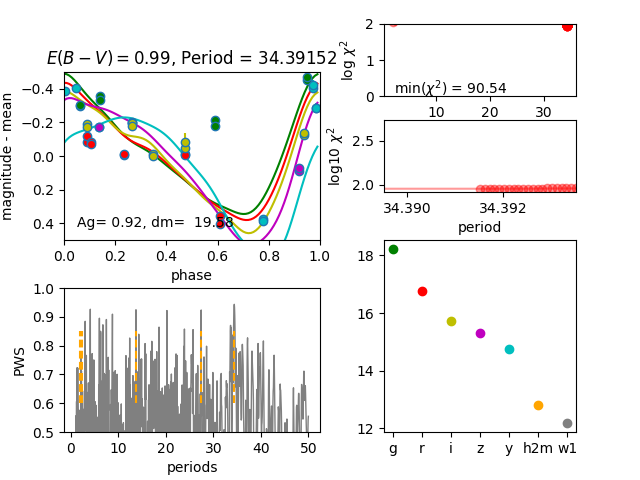 E(B − V) = 0.99, Period = 34.39152
magnitude - mean
−0.4
−0.2
0.0
0.2
0.4
Ag= 0.92, dm= 19.58
0.0 0.2 0.4 0.6 0.8 1.0
phase
log χ²
2
1
0
min(χ²) = 90.54
10 20 30
log10 χ²
2.5
2.0
34.390 34.392
period
PWS
1.0
0.9
0.8
0.7
0.6
0.5
0 10 20 30 40 50
periods
18
16
14
12
g r i z y h2m w1